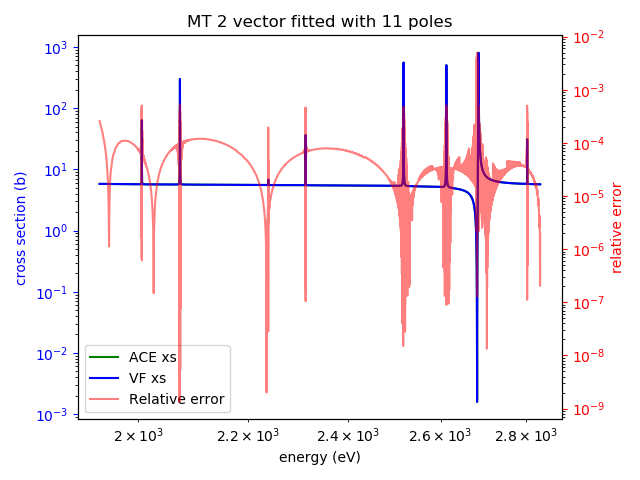 MT 2 vector fitted with 11 poles
cross section (b)
10³
10²
10¹
10⁰
10⁻¹
10⁻²
10⁻³
10⁻²
10⁻³
10⁻⁴
10⁻⁵
10⁻⁶
10⁻⁷
10⁻⁸
10⁻⁹
relative error
ACE xs
VF xs
Relative error
2 × 10³ 2.2 × 10³ 2.4 × 10³ 2.6 × 10³ 2.8 × 10³
energy (eV)